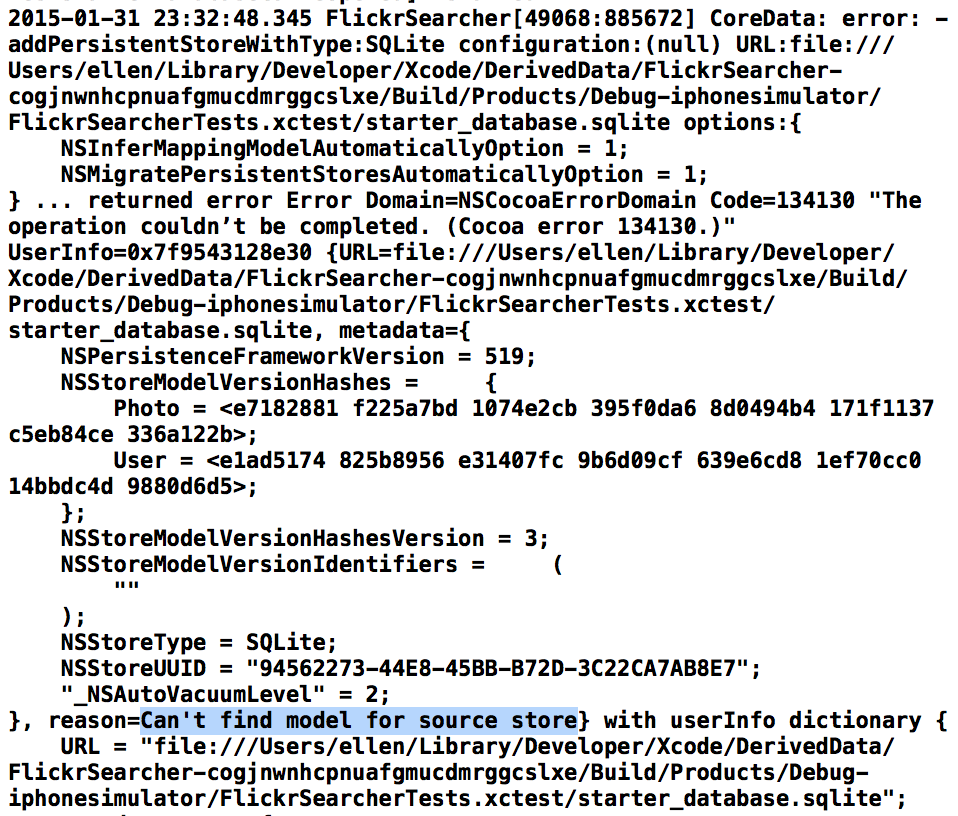 2015-01-31 23:32:48.345 FlickrSearcher[49068:885672] CoreData: error: -
addPersistentStoreWithType:SQLite configuration:(null) URL:file:///
Users/ellen/Library/Developer/Xcode/DerivedData/FlickrSearcher-
cogjnwnhcpnuafgmucdmrggcslxe/Build/Products/Debug-iphonesimulator/
FlickrSearcherTests.xctest/starter_database.sqlite options:{
    NSInferMappingModelAutomaticallyOption = 1;
    NSMigratePersistentStoresAutomaticallyOption = 1;
} ... returned error Error Domain=NSCocoaErrorDomain Code=134130 "The
operation couldn’t be completed. (Cocoa error 134130.)"
UserInfo=0x7f9543128e30 {URL=file:///Users/ellen/Library/Developer/
Xcode/DerivedData/FlickrSearcher-cogjnwnhcpnuafgmucdmrggcslxe/Build/
Products/Debug-iphonesimulator/FlickrSearcherTests.xctest/
starter_database.sqlite, metadata={
    NSPersistenceFrameworkVersion = 519;
    NSStoreModelVersionHashes =     {
        Photo = <e7182881 f225a7bd 1074e2cb 395f0da6 8d0494b4 171f1137
c5eb84ce 336a122b>;
        User = <e1ad5174 825b8956 e31407fc 9b6d09cf 639e6cd8 1ef70cc0
14bbdc4d 9880d6d5>;
    };
    NSStoreModelVersionHashesVersion = 3;
    NSStoreModelVersionIdentifiers =     (
        ""
    );
    NSStoreType = SQLite;
    NSStoreUUID = "94562273-44E8-45BB-B72D-3C22CA7AB8E7";
    "_NSAutoVacuumLevel" = 2;
}, reason=Can't find model for source store} with userInfo dictionary {
    URL = "file:///Users/ellen/Library/Developer/Xcode/DerivedData/
FlickrSearcher-cogjnwnhcpnuafgmucdmrggcslxe/Build/Products/Debug-
iphonesimulator/FlickrSearcherTests.xctest/starter_database.sqlite";